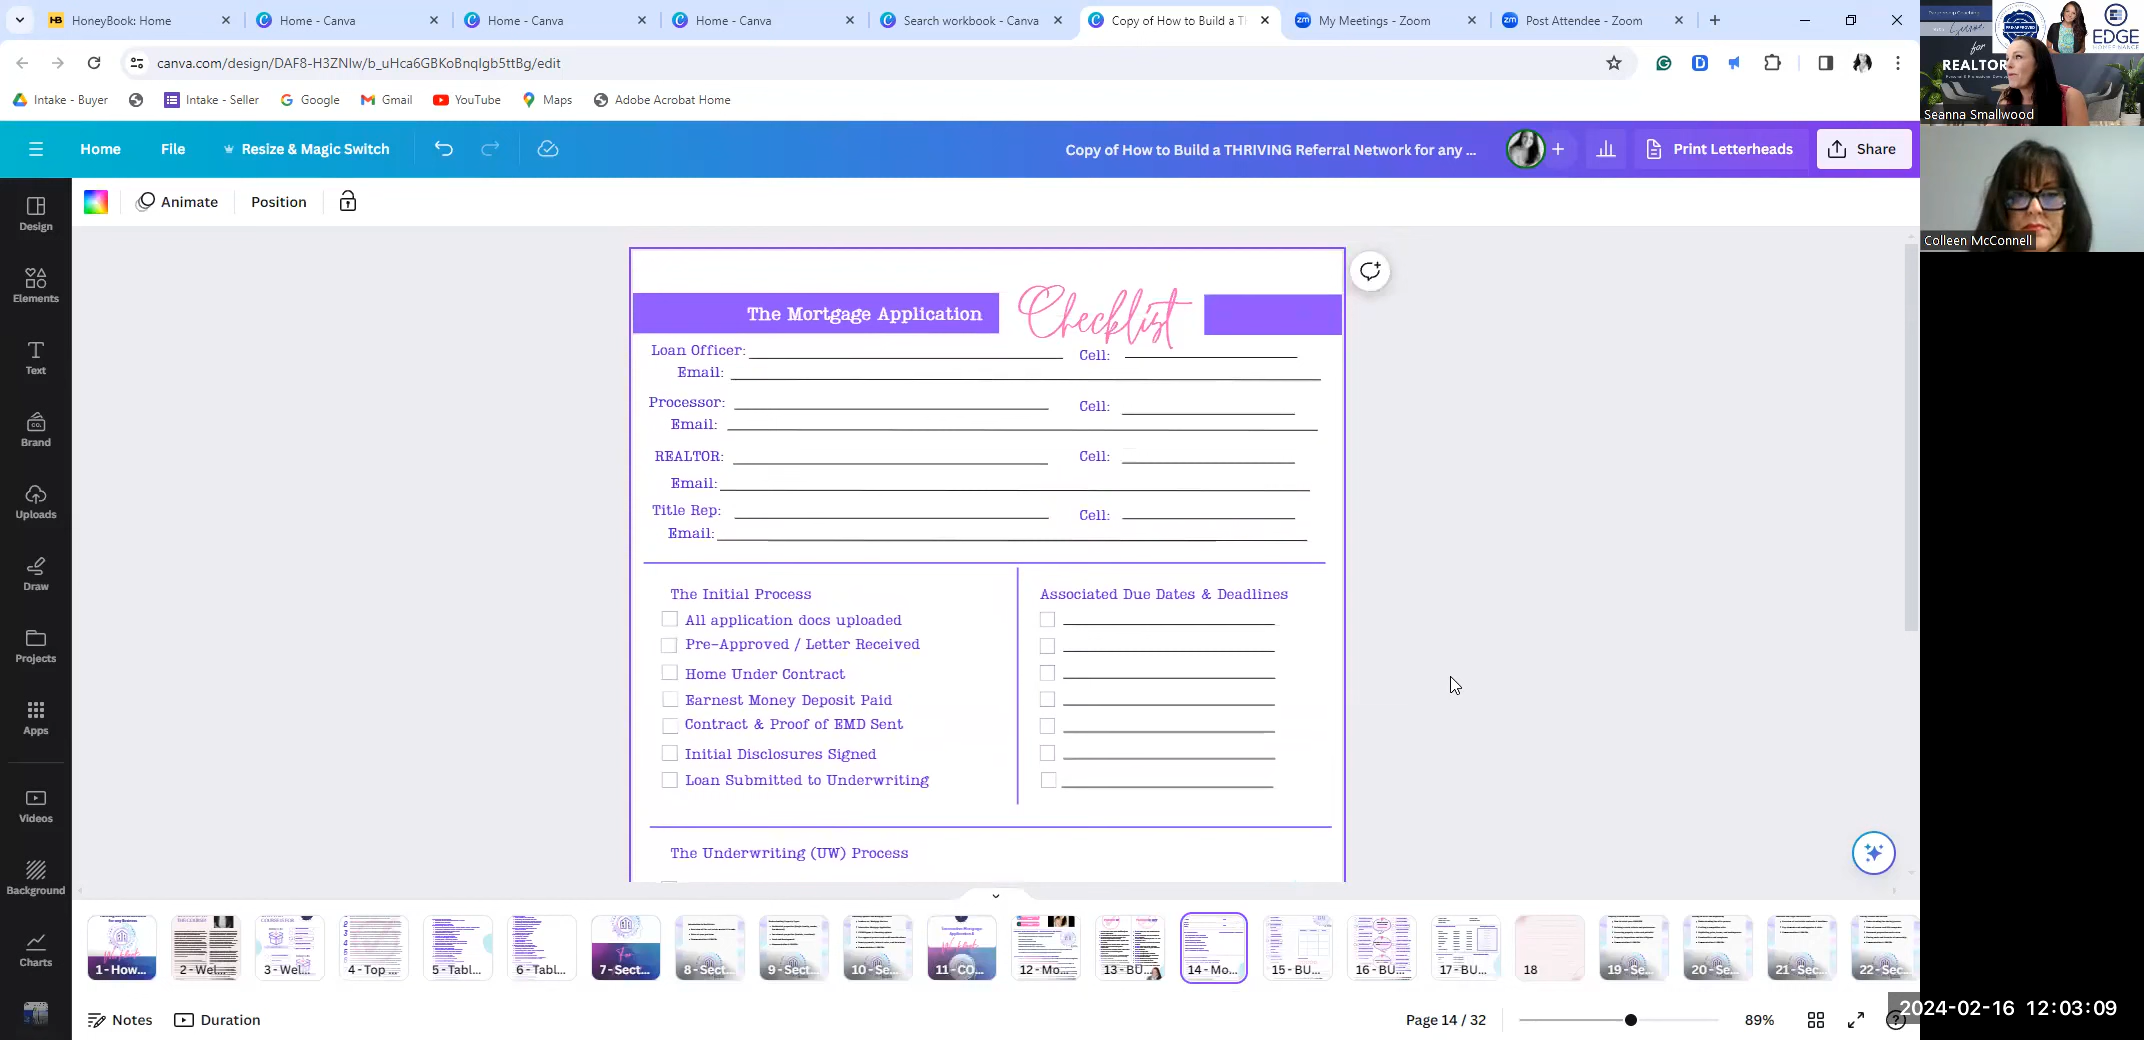 HoneyBook: Home
Home - Canva
Home - Canva
Home - Canva
Search workbook - Canva
Copy of How to Build a T
My Meetings - Zoom
Post Attendee - Zoom
canva.com/design/DAF8-H3ZNIw/b_uHca6GBKoBnqlgb5ttBg/edit
Intake - Buyer
Intake - Seller
Google
Gmail
YouTube
Maps
Adobe Acrobat Home
Home
File
Resize & Magic Switch
Copy of How to Build a THRIVING Referral Network for any ...
Print Letterheads
Share
Animate
Position
Design
Elements
Text
Brand
Uploads
Draw
Projects
Apps
Videos
Background
Charts
The Mortgage Application
Checklist
Loan Officer:
Cell:
Email:
Processor:
Cell:
Email:
REALTOR:
Cell:
Email:
Title Rep:
Cell:
Email:
The Initial Process
All application docs uploaded
Pre-Approved / Letter Received
Home Under Contract
Earnest Money Deposit Paid
Contract & Proof of EMD Sent
Initial Disclosures Signed
Loan Submitted to Underwriting
Associated Due Dates & Deadlines
The Underwriting (UW) Process
1 - How...
2 - Wel...
3 - Wel...
4 - Top ...
5 - Tabl...
6 - Tabl...
7 - Sect...
8 - Sect...
9 - Sect...
10 - Se...
11 - CO...
12 - Mo...
13 - BU...
14 - Mo...
15 - BU...
16 - BU...
17 - BU...
18
19 - Se...
20 - Se...
21 - Sec...
22 - Sec...
Notes
Duration
Page 14 / 32
89%
for
REALTOR
EDGE
Seanna Smallwood
Colleen McConnell
2024-02-16 12:03:09